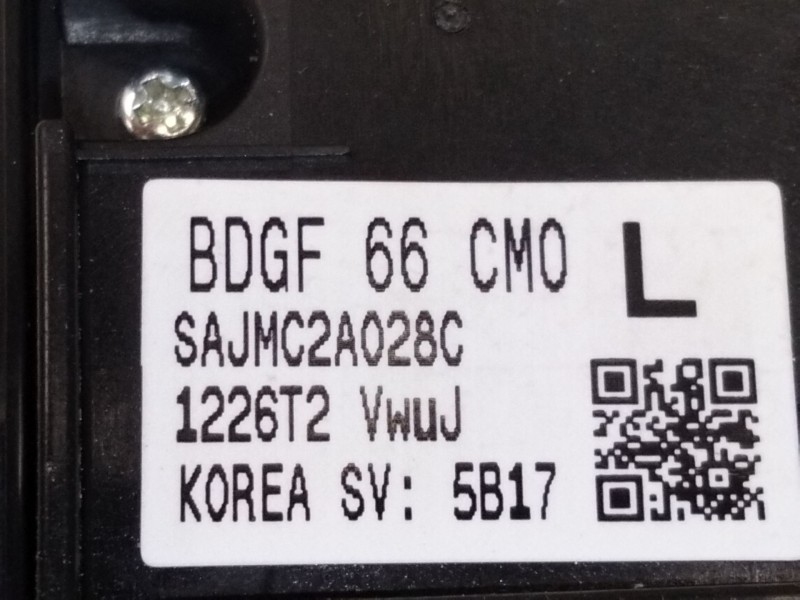 BDGF 66 CM0 L
SAJMC2A028C
1226T2 VwuJ
KOREA SV: 5B17